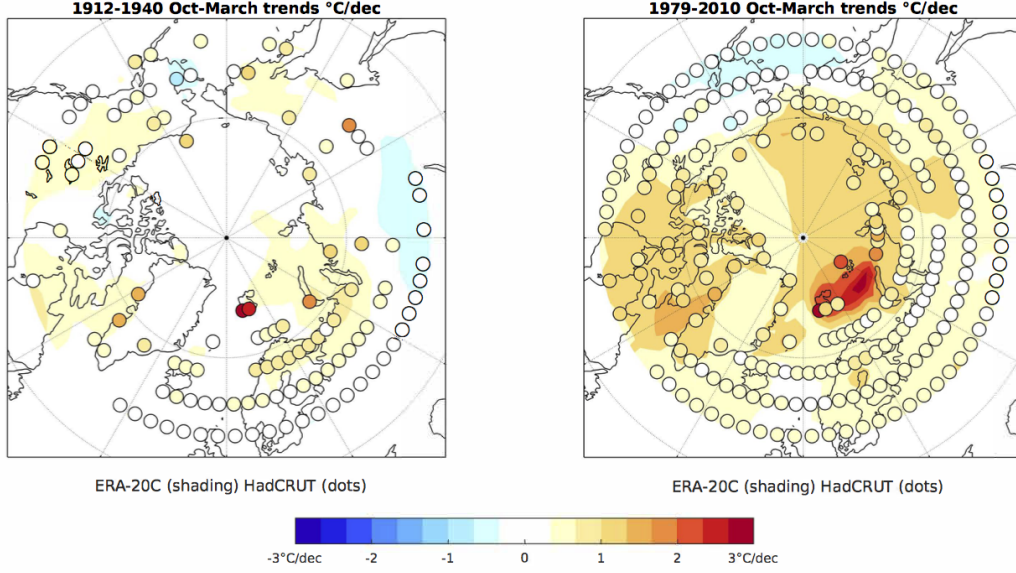 1912-1940 Oct-March trends °C/dec
1979-2010 Oct-March trends °C/dec
ERA-20C (shading) HadCRUT (dots)
ERA-20C (shading) HadCRUT (dots)
-3°C/dec -2 -1 0 1 2 3°C/dec